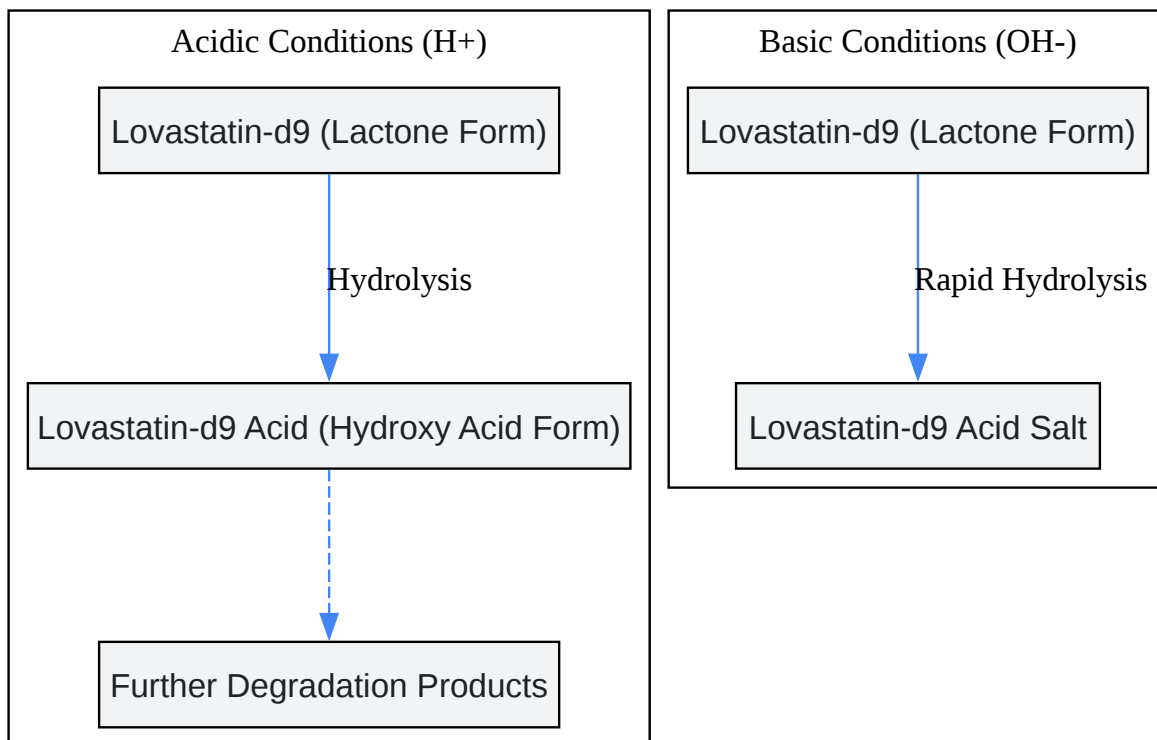 Acidic Conditions (H+)
Lovastatin-d9 (Lactone Form)
Hydrolysis
Lovastatin-d9 Acid (Hydroxy Acid Form)
Further Degradation Products
Basic Conditions (OH-)
Lovastatin-d9 (Lactone Form)
Rapid Hydrolysis
Lovastatin-d9 Acid Salt